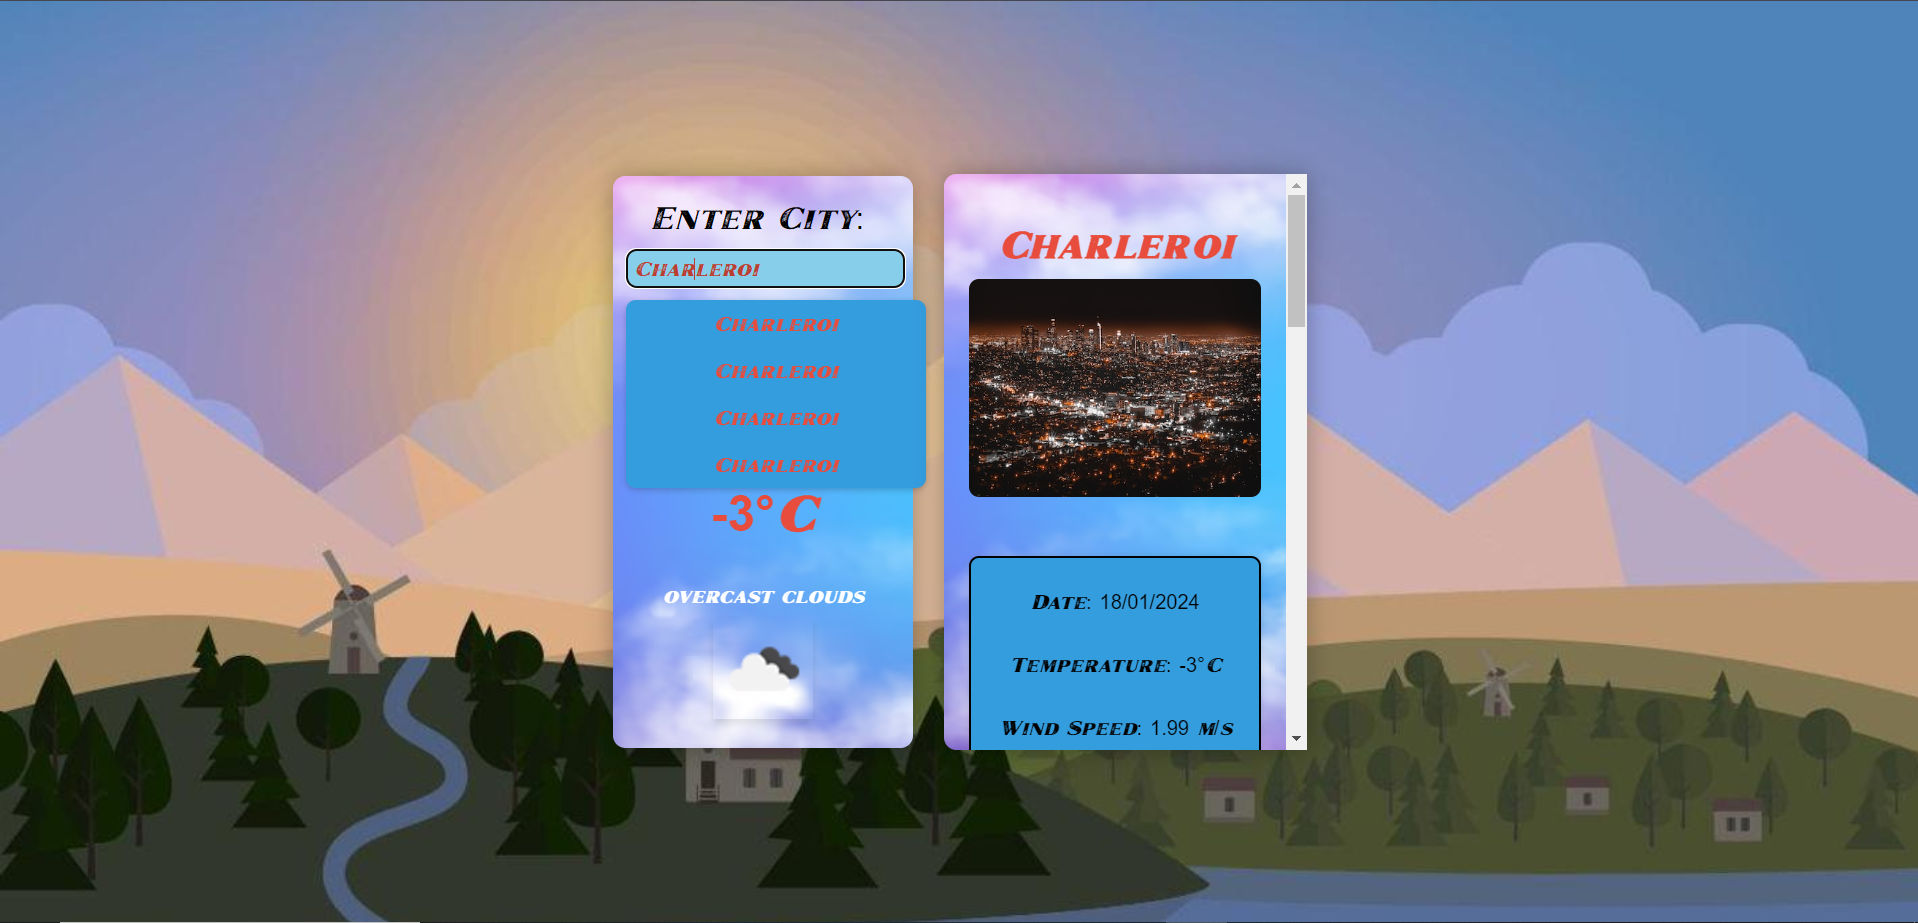 Enter City:
Charleroi
Charleroi
Charleroi
Charleroi
Charleroi
-3°C
overcast clouds
Charleroi
Date: 18/01/2024
Temperature: -3°C
Wind Speed: 1.99 m/s